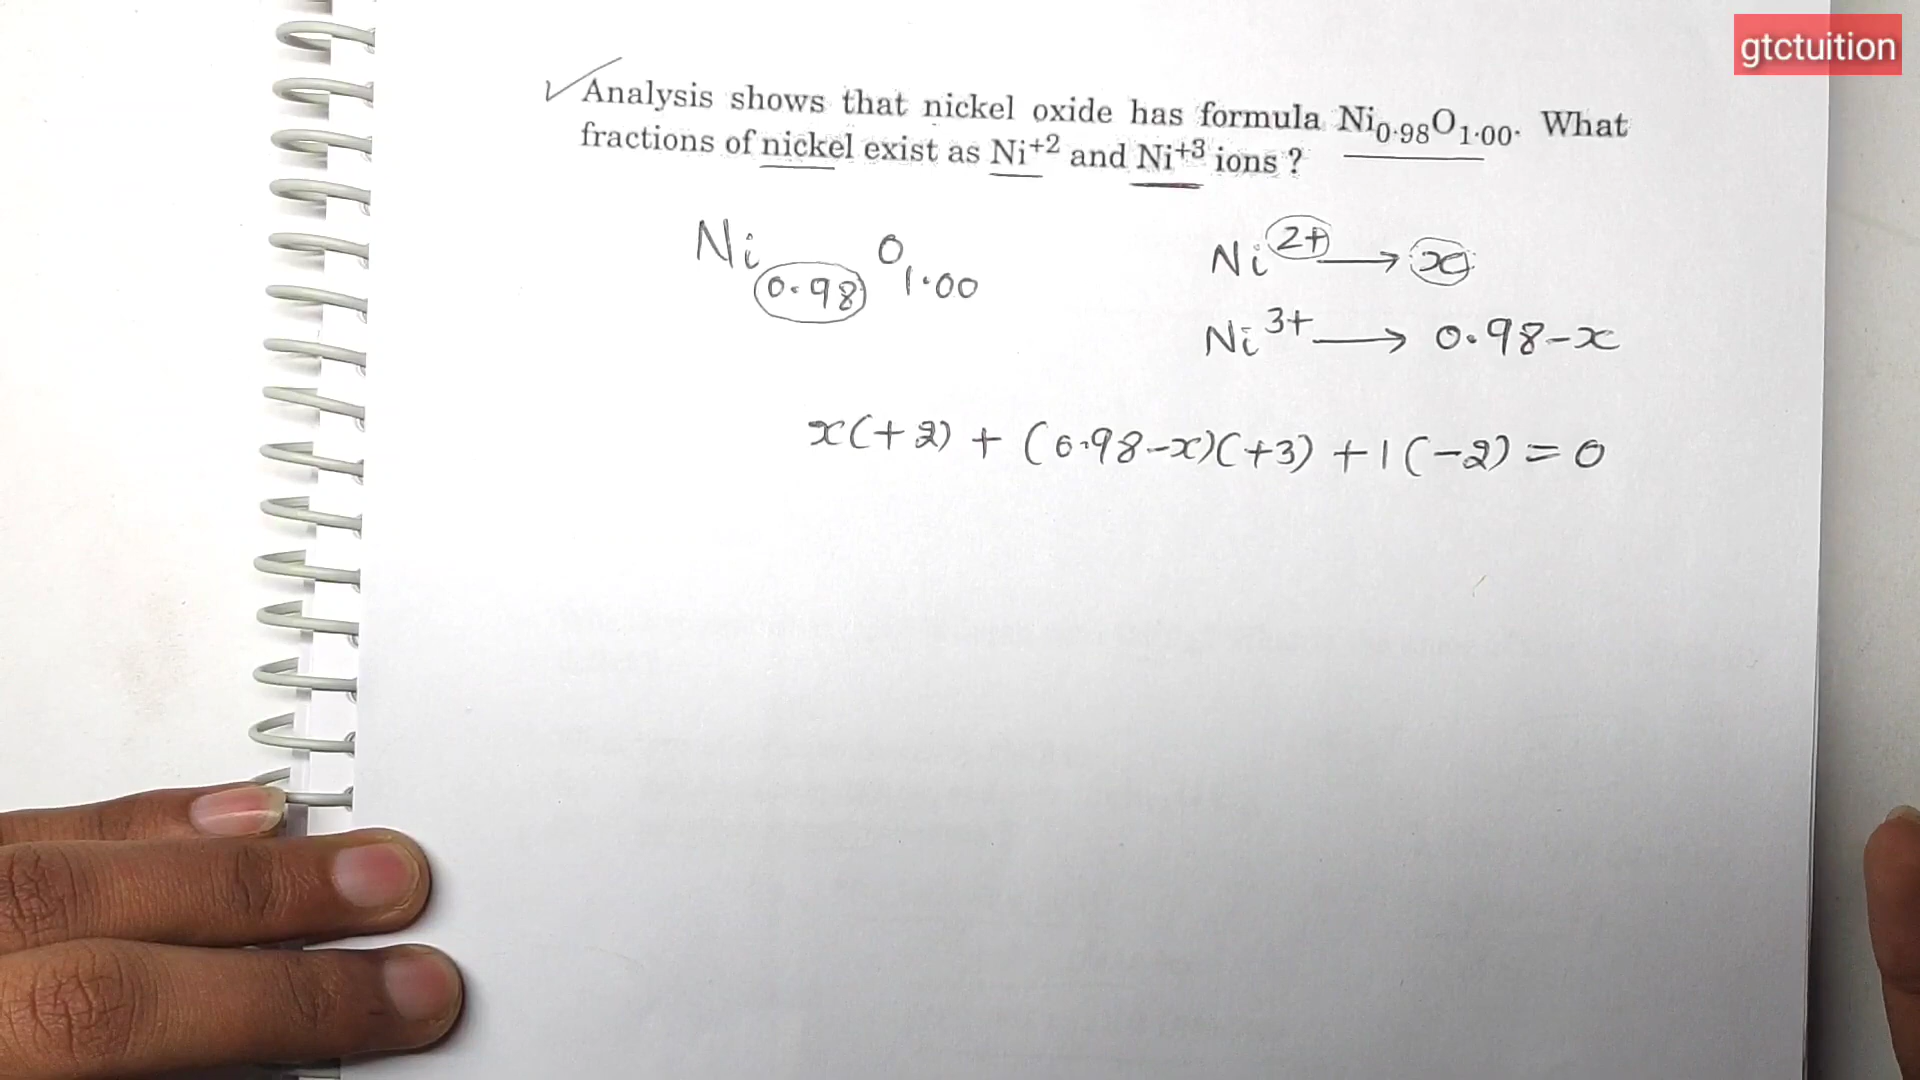 gtctuition
Analysis shows that nickel oxide has formula Ni0·98O1·00. What
fractions of nickel exist as Ni+2 and Ni+3 ions ?
Ni0.98 O1.00
Ni2+ → x
Ni3+ → 0.98-x
x(+2) + (0.98-x)(+3) + 1(-2) = 0